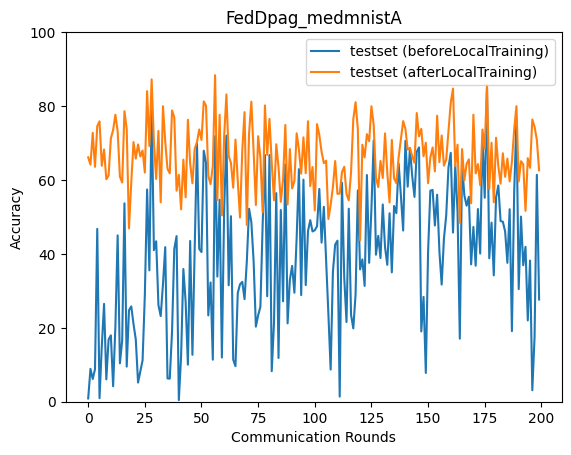 FedDpag_medmnistA
testset (beforeLocalTraining)
testset (afterLocalTraining)
Accuracy
100
80
60
40
20
0
0 25 50 75 100 125 150 175 200
Communication Rounds